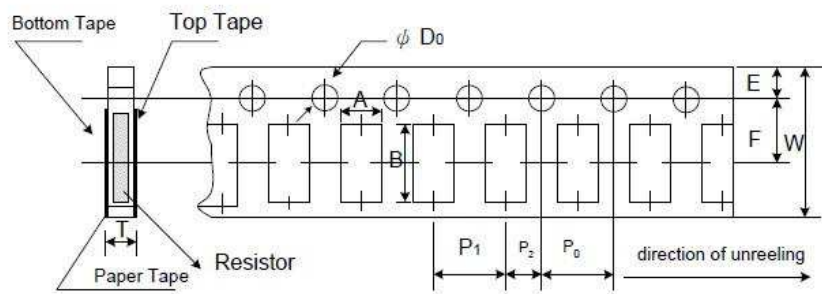 Bottom Tape
Top Tape
ψ D0
A
E
B
F
W
T
P1
P2
P0
Resistor
direction of unreeling
Paper Tape